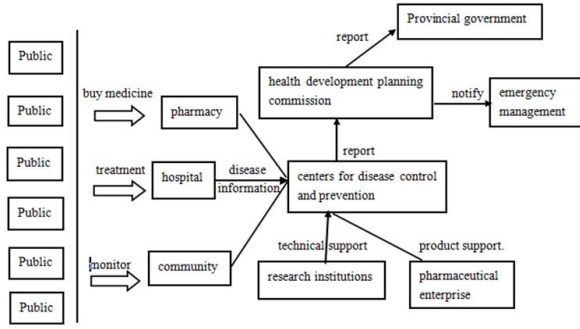 Provincial government
report
Public
health development planning
commission
notify
emergency
management
buy medicine
Public
pharmacy
report
Public
treatment
hospital
disease
information
centers for disease control
and prevention
Public
technical support
product support.
Public
monitor
community
research institutions
pharmaceutical
enterprise
Public